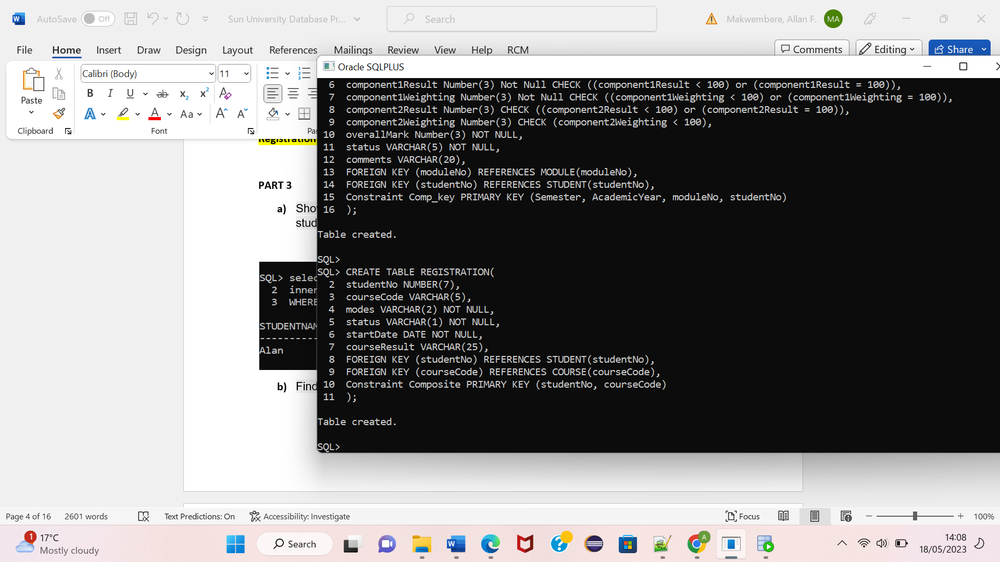 AutoSave Off Sun University Database Pr... Search Makwembere, Allan F. MA
File Home Insert Draw Design Layout References Mailings Review View Help RCM Comments Editing Share
Paste
Clipboard
Calibri (Body) 11
B I U ab x2 x2 A
A A Aa A A
Font
Registration
PART 3
a)
SQL> selec
2 inner
3 WHERE
STUDENTNAM
----------
Alan
b) Find
Oracle SQLPLUS
6 component1Result Number(3) Not Null CHECK ((component1Result < 100) or (component1Result = 100)),
7 component1Weighting Number(3) Not Null CHECK ((component1Weighting < 100) or (component1Weighting = 100)),
8 component2Result Number(3) CHECK ((component2Result < 100) or (component2Result = 100)),
9 component2Weighting Number(3) CHECK (component2Weighting < 100),
10 overallMark Number(3) NOT NULL,
11 status VARCHAR(5) NOT NULL,
12 comments VARCHAR(20),
13 FOREIGN KEY (moduleNo) REFERENCES MODULE(moduleNo),
14 FOREIGN KEY (studentNo) REFERENCES STUDENT(studentNo),
15 Constraint Comp_key PRIMARY KEY (Semester, AcademicYear, moduleNo, studentNo)
16 );
Table created.
SQL>
SQL> CREATE TABLE REGISTRATION(
2 studentNo NUMBER(7),
3 courseCode VARCHAR(5),
4 modes VARCHAR(2) NOT NULL,
5 status VARCHAR(1) NOT NULL,
6 startDate DATE NOT NULL,
7 courseResult VARCHAR(25),
8 FOREIGN KEY (studentNo) REFERENCES STUDENT(studentNo),
9 FOREIGN KEY (courseCode) REFERENCES COURSE(courseCode),
10 Constraint Composite PRIMARY KEY (studentNo, courseCode)
11 );
Table created.
SQL>
Page 4 of 16 2601 words Text Predictions: On Accessibility: Investigate Focus 100%
1 17°C
Mostly cloudy
Search
A
14:08
18/05/2023